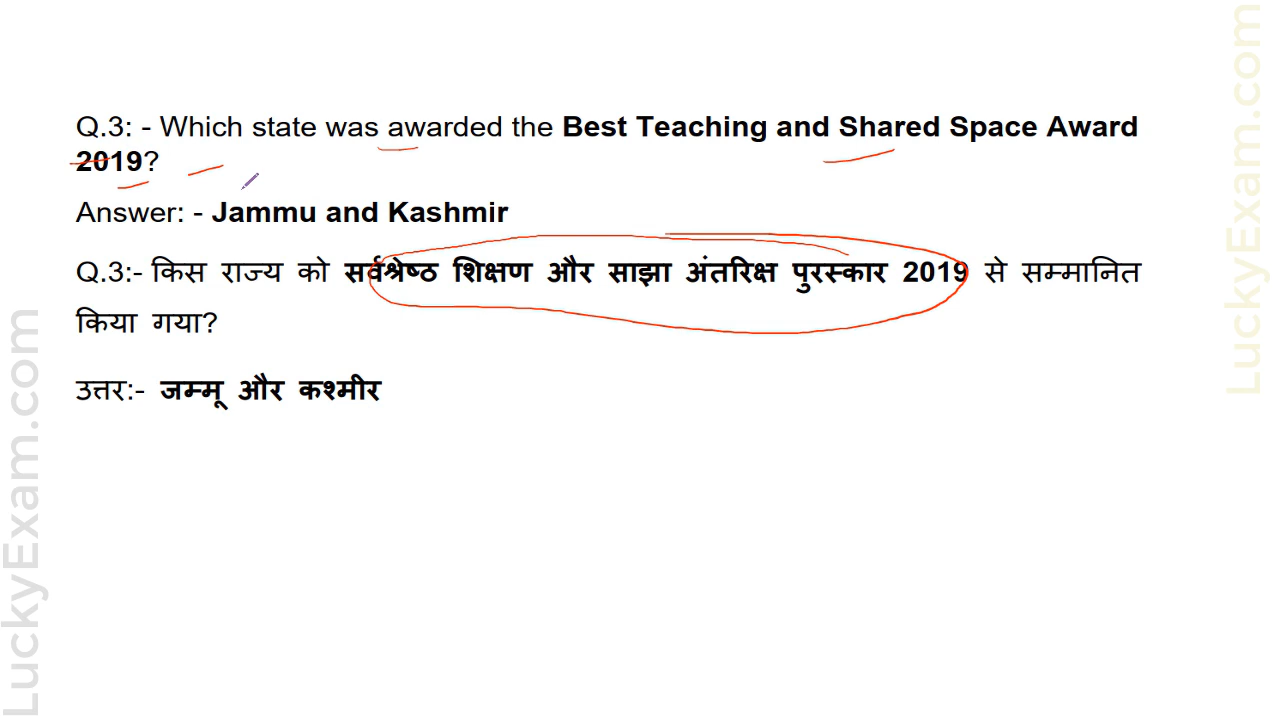 Q.3: - Which state was awarded the Best Teaching and Shared Space Award
2019?
Answer: - Jammu and Kashmir
Q.3:- किस राज्य को सर्वश्रेष्ठ शिक्षण और साझा अंतरिक्ष पुरस्कार 2019 से सम्मानित
किया गया?
उत्तर:- जम्मू और कश्मीर
LuckyExam.com
LuckyExam.com